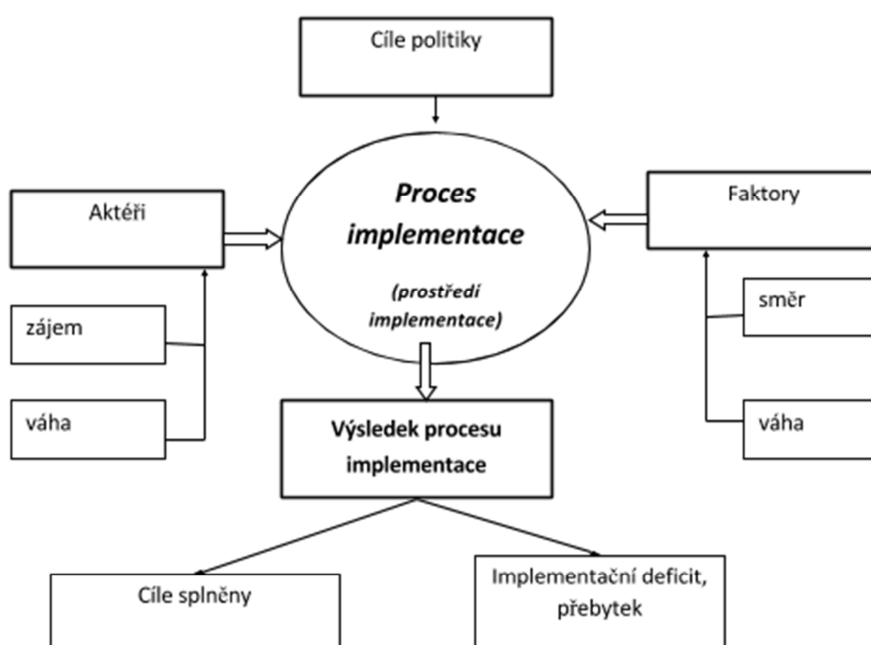 Cíle politiky
Proces
implementace
(prostředí
implementace)
Aktéři
zájem
váha
Faktory
směr
váha
Výsledek procesu
implementace
Cíle splněny
Implementační deficit,
přebytek